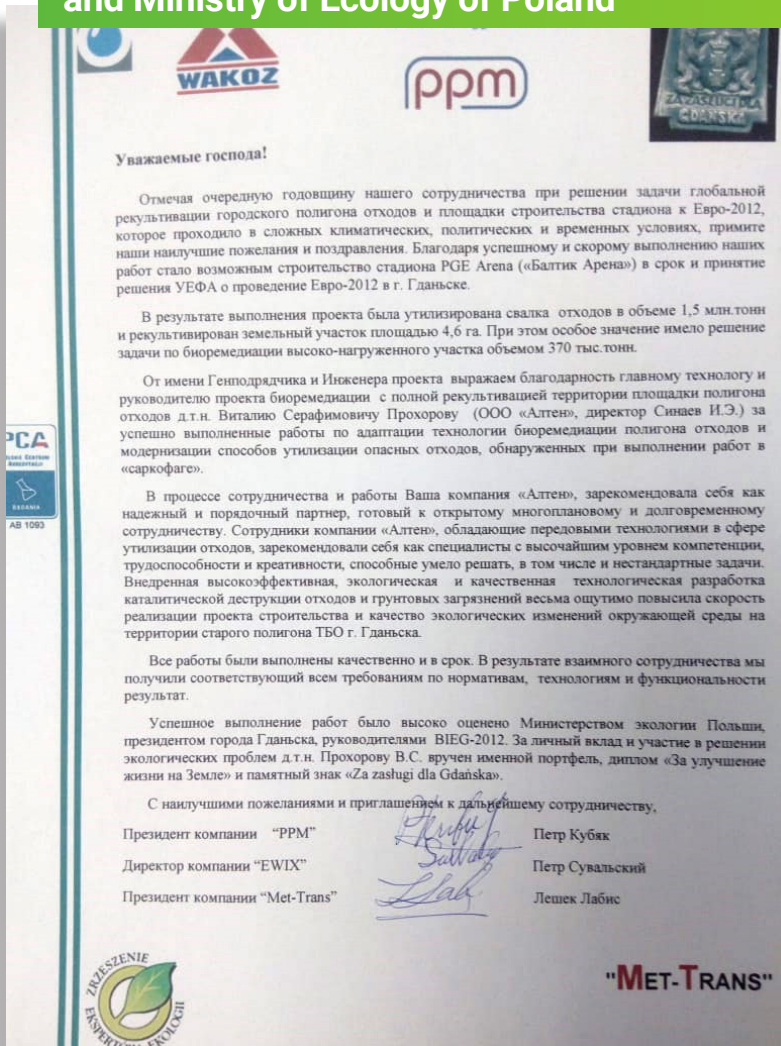 and Ministry of Ecology of Poland
WAKOZ
ppm
ZA ZASŁUGI DLA
GDAŃSKA
Уважаемые господа!
Отмечая очередную годовщину нашего сотрудничества при решении задачи глобальной
рекультивации городского полигона отходов и площадки строительства стадиона к Евро-2012,
которое проходило в сложных климатических, политических и временных условиях, примите
наши наилучшие пожелания и поздравления. Благодаря успешному и скорому выполнению наших
работ стало возможным строительство стадиона PGE Arena («Балтик Арена») в срок и принятие
решения УЕФА о проведение Евро-2012 в г. Гданьске.
В результате выполнения проекта была утилизирована свалка отходов в объеме 1,5 млн.тонн
и рекультивирован земельный участок площадью 4,6 га. При этом особое значение имело решение
задачи по биоремедиации высоко-нагруженного участка объемом 370 тыс.тонн.
От имени Генподрядчика и Инженера проекта выражаем благодарность главному технологу и
руководителю проекта биоремедиации с полной рекультивацией территории площадки полигона
отходов д.т.н. Виталию Серафимовичу Прохорову (ООО «Алтен», директор Синаев И.Э.) за
успешно выполненные работы по адаптации технологии биоремедиации полигона отходов и
модернизации способов утилизации опасных отходов, обнаруженных при выполнении работ в
«саркофаге».
PCA
POLSKIE CENTRUM
AKREDYTACJI
BADANIA
AB 1093
В процессе сотрудничества и работы Ваша компания «Алтен», зарекомендовала себя как
надежный и порядочный партнер, готовый к открытому многоплановому и долговременному
сотрудничеству. Сотрудники компании «Алтен», обладающие передовыми технологиями в сфере
утилизации отходов, зарекомендовали себя как специалисты с высочайшим уровнем компетенции,
трудоспособности и креативности, способные умело решать, в том числе и нестандартные задачи.
Внедренная высокоэффективная, экологическая и качественная технологическая разработка
каталитической деструкции отходов и грунтовых загрязнений весьма ощутимо повысила скорость
реализации проекта строительства и качество экологических изменений окружающей среды на
территории старого полигона ТБО г. Гданьска.
Все работы были выполнены качественно и в срок. В результате взаимного сотрудничества мы
получили соответствующий всем требованиям по нормативам, технологиям и функциональности
результат.
Успешное выполнение работ было высоко оценено Министерством экологии Польши,
президентом города Гданьска, руководителями BIEG-2012. За личный вклад и участие в решении
экологических проблем д.т.н. Прохорову В.С. вручен именной портфель, диплом «За улучшение
жизни на Земле» и памятный знак «Za zasługi dla Gdańska».
С наилучшими пожеланиями и приглашением к дальнейшему сотрудничеству,
Президент компании “PPM” Петр Кубяк
Директор компании “EWIX” Петр Сувальский
Президент компании “Met-Trans” Лешек Лабис
ZRZESZENIE
EKSPERTÓW EKOLOGII
"MET-TRANS"